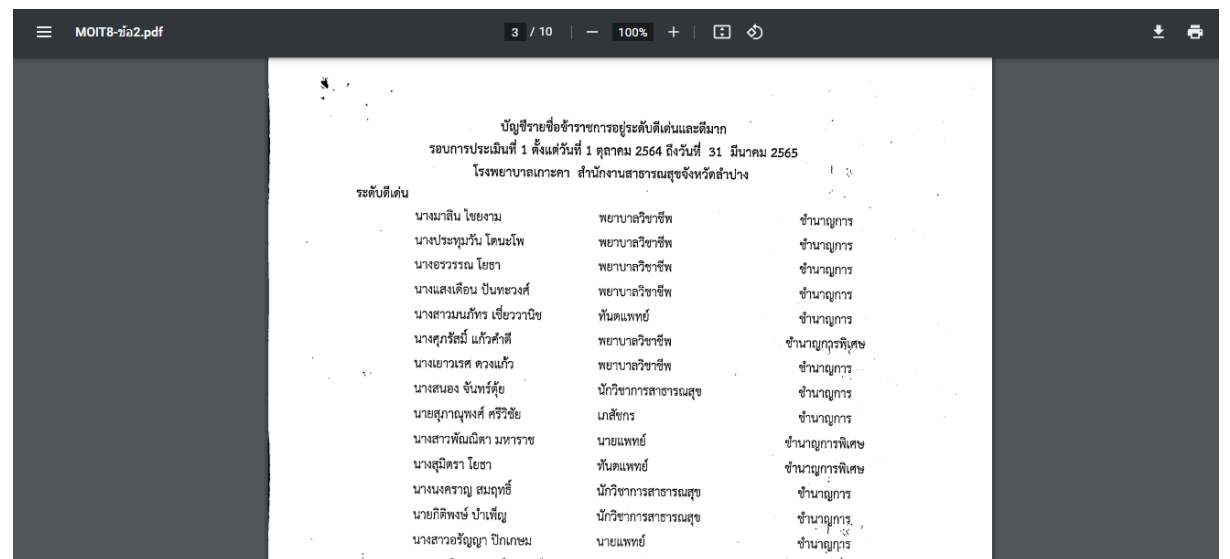 MOIT8-ข้อ2.pdf 3 / 10 100%
บัญชีรายชื่อข้าราชการอยู่ระดับดีเด่นและดีมาก
รอบการประเมินที่ 1 ตั้งแต่วันที่ 1 ตุลาคม 2564 ถึงวันที่ 31 มีนาคม 2565
โรงพยาบาลเกาะคา สำนักงานสาธารณสุขจังหวัดลำปาง
ระดับดีเด่น
นางมาลิน ไชยงาม พยาบาลวิชาชีพ ชำนาญการ
นางประทุมวัน โตนะโพ พยาบาลวิชาชีพ ชำนาญการ
นางอรวรรณ โยธา พยาบาลวิชาชีพ ชำนาญการ
นางแสงเดือน ปันทะวงศ์ พยาบาลวิชาชีพ ชำนาญการ
นางสาวมนภัทร เชี่ยววานิช ทันตแพทย์ ชำนาญการ
นางศุภรัสมิ์ แก้วคำดี พยาบาลวิชาชีพ ชำนาญการพิเศษ
นางเยาวเรศ ดวงแก้ว พยาบาลวิชาชีพ ชำนาญการ
นางสนอง จันทร์ตุ้ย นักวิชาการสาธารณสุข ชำนาญการ
นายสุภาณุพงศ์ ศรีวิชัย เภสัชกร ชำนาญการ
นางสาวพัณณิตา มหาราช นายแพทย์ ชำนาญการพิเศษ
นางสุมิตรา โยธา ทันตแพทย์ ชำนาญการพิเศษ
นางนงคราญ สมฤทธิ์ นักวิชาการสาธารณสุข ชำนาญการ
นายกิติพงษ์ บำเพ็ญ นักวิชาการสาธารณสุข ชำนาญการ
นางสาวอรัญญา ปึกเกษม นายแพทย์ ชำนาญการ